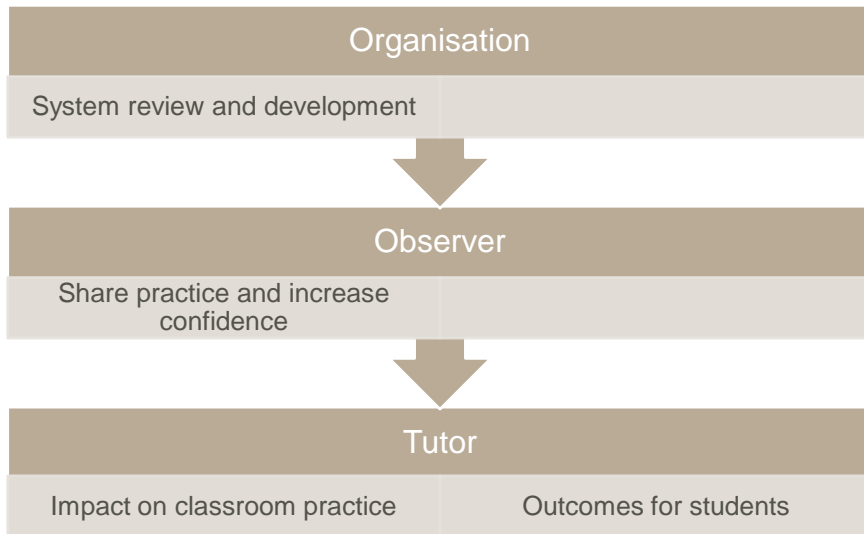 Organisation
System review and development
Observer
Share practice and increase
confidence
Tutor
Impact on classroom practice
Outcomes for students